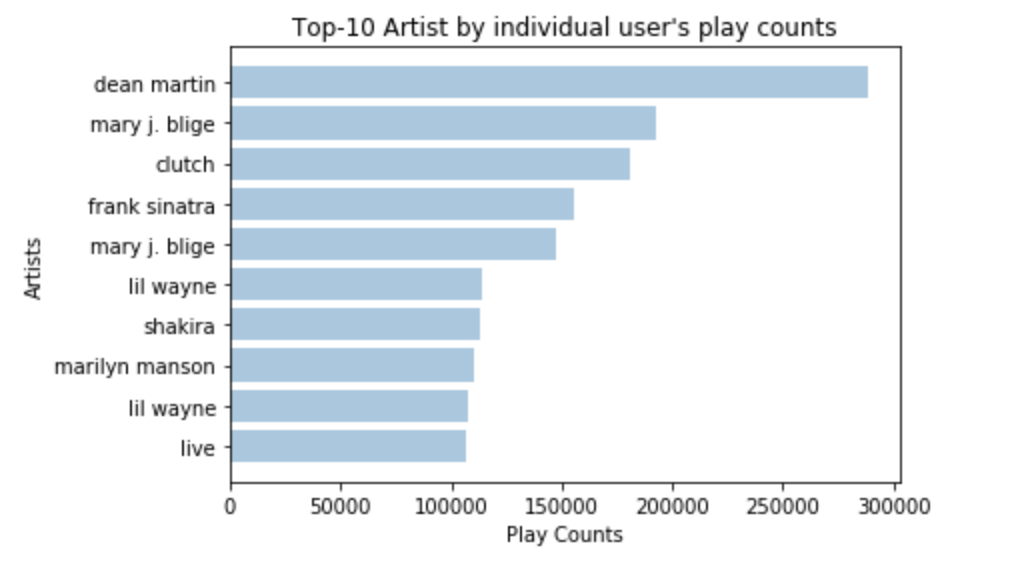 Top-10 Artist by individual user's play counts
dean martin
mary j. blige
clutch
frank sinatra
mary j. blige
lil wayne
shakira
marilyn manson
lil wayne
live
Artists
0 50000 100000 150000 200000 250000 300000
Play Counts